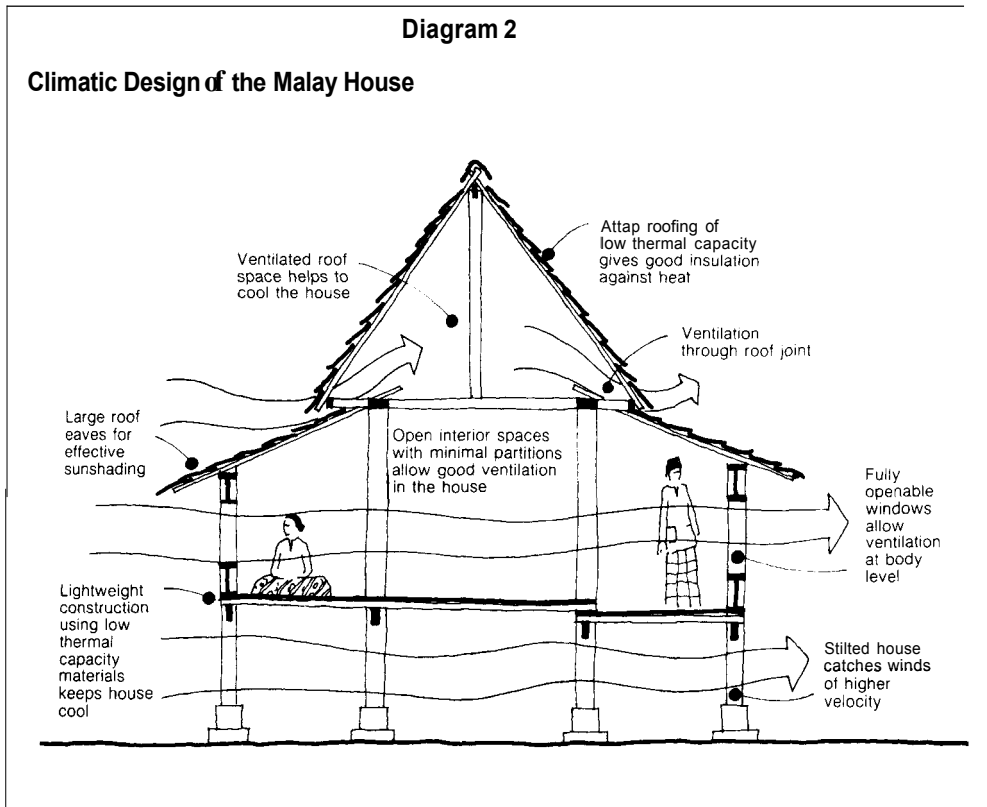 Diagram 2
Climatic Design of the Malay House
Ventilated roof
space helps to
cool the house
Attap roofing of
low thermal capacity
gives good insulation
against heat
Ventilation
through roof joint
Large roof
eaves for
effective
sunshading
Open interior spaces
with minimal partitions
allow good ventilation
in the house
Fully
openable
windows
allow
ventilation
at body
level
Lightweight
construction
using low
thermal
capacity
materials
keeps house
cool
Stilted house
catches winds
of higher
velocity